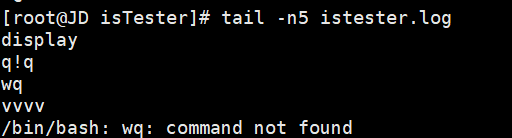 [root@JD isTester]# tail -n5 istester.log
display
q!q
wq
vvvv
/bin/bash: wq: command not found